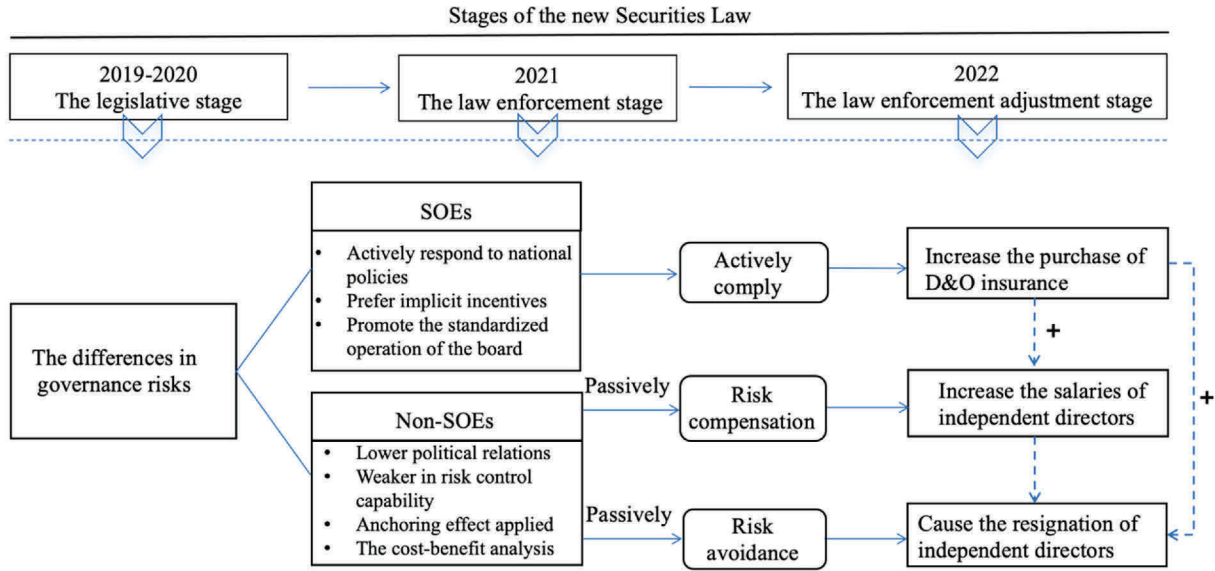 Stages of the new Securities Law
2019-2020
The legislative stage
2021
The law enforcement stage
2022
The law enforcement adjustment stage
The differences in
governance risks
SOEs
• Actively respond to national
policies
• Prefer implicit incentives
• Promote the standardized
operation of the board
Non-SOEs
• Lower political relations
• Weaker in risk control
capability
• Anchoring effect applied
• The cost-benefit analysis
Actively
comply
Passively
Risk
compensation
Passively
Risk
avoidance
Increase the purchase of
D&O insurance
+
Increase the salaries of
independent directors
+
Cause the resignation of
independent directors